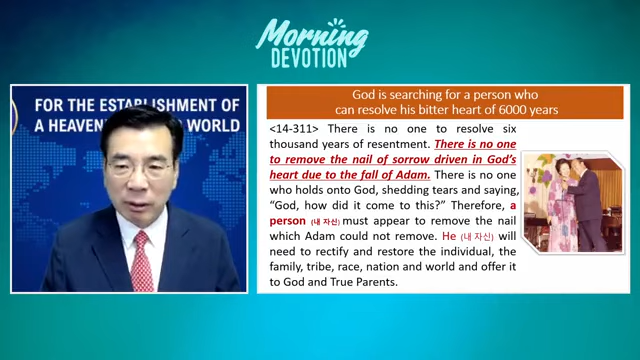 Morning
DEVOTION
FOR THE ESTABLISHMENT OF
A HEAVEN WORLD
God is searching for a person who
can resolve his bitter heart of 6000 years
<14-311> There is no one to resolve six
thousand years of resentment. There is no one
to remove the nail of sorrow driven in God's
heart due to the fall of Adam. There is no one
who holds onto God, shedding tears and saying,
"God, how did it come to this?" Therefore, a
person (내 자신) must appear to remove the nail
which Adam could not remove. He (내 자신) will
need to rectify and restore the individual, the
family, tribe, race, nation and world and offer it
to God and True Parents.